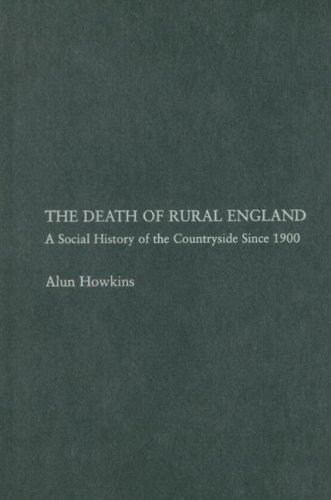 THE DEATH OF RURAL ENGLAND
A Social History of the Countryside Since 1900
Alun Howkins